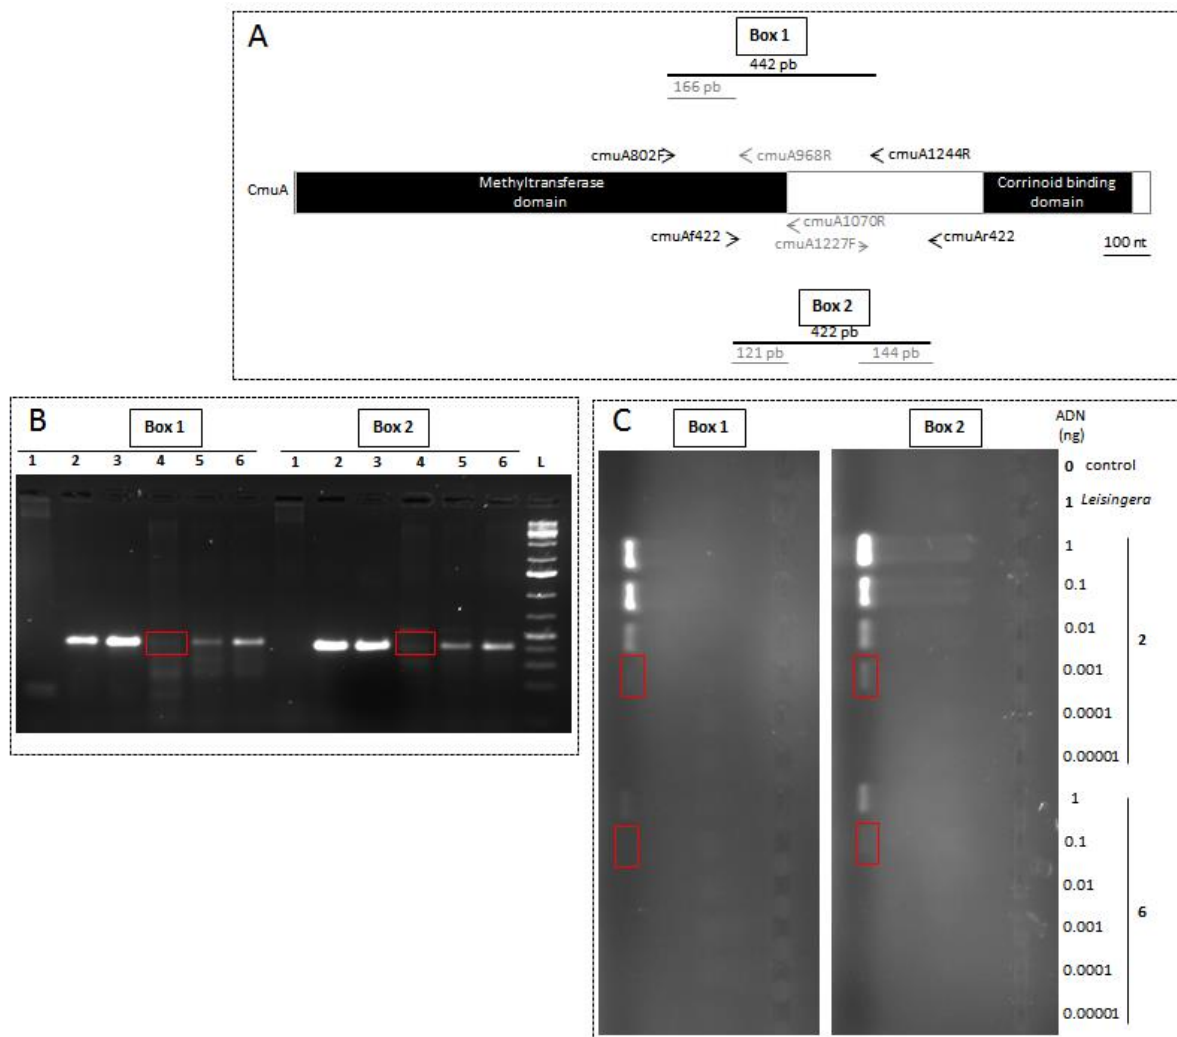 A
Box 1
442 pb
166 pb
cmuA802F
cmuA968R
cmuA1244R
CmuA
Methyltransferase
domain
Corrinoid binding
domain
cmuA1070R
cmuAf422
cmuA1227F
cmuAr422
100 nt
Box 2
422 pb
121 pb
144 pb
B
Box 1
Box 2
1 2 3 4 5 6 1 2 3 4 5 6 L
C
Box 1
Box 2
ADN
(ng)
0 control
1 Leisingera
1
0.1
0.01
2
0.001
0.0001
0.00001
1
0.1
0.01
6
0.001
0.0001
0.00001